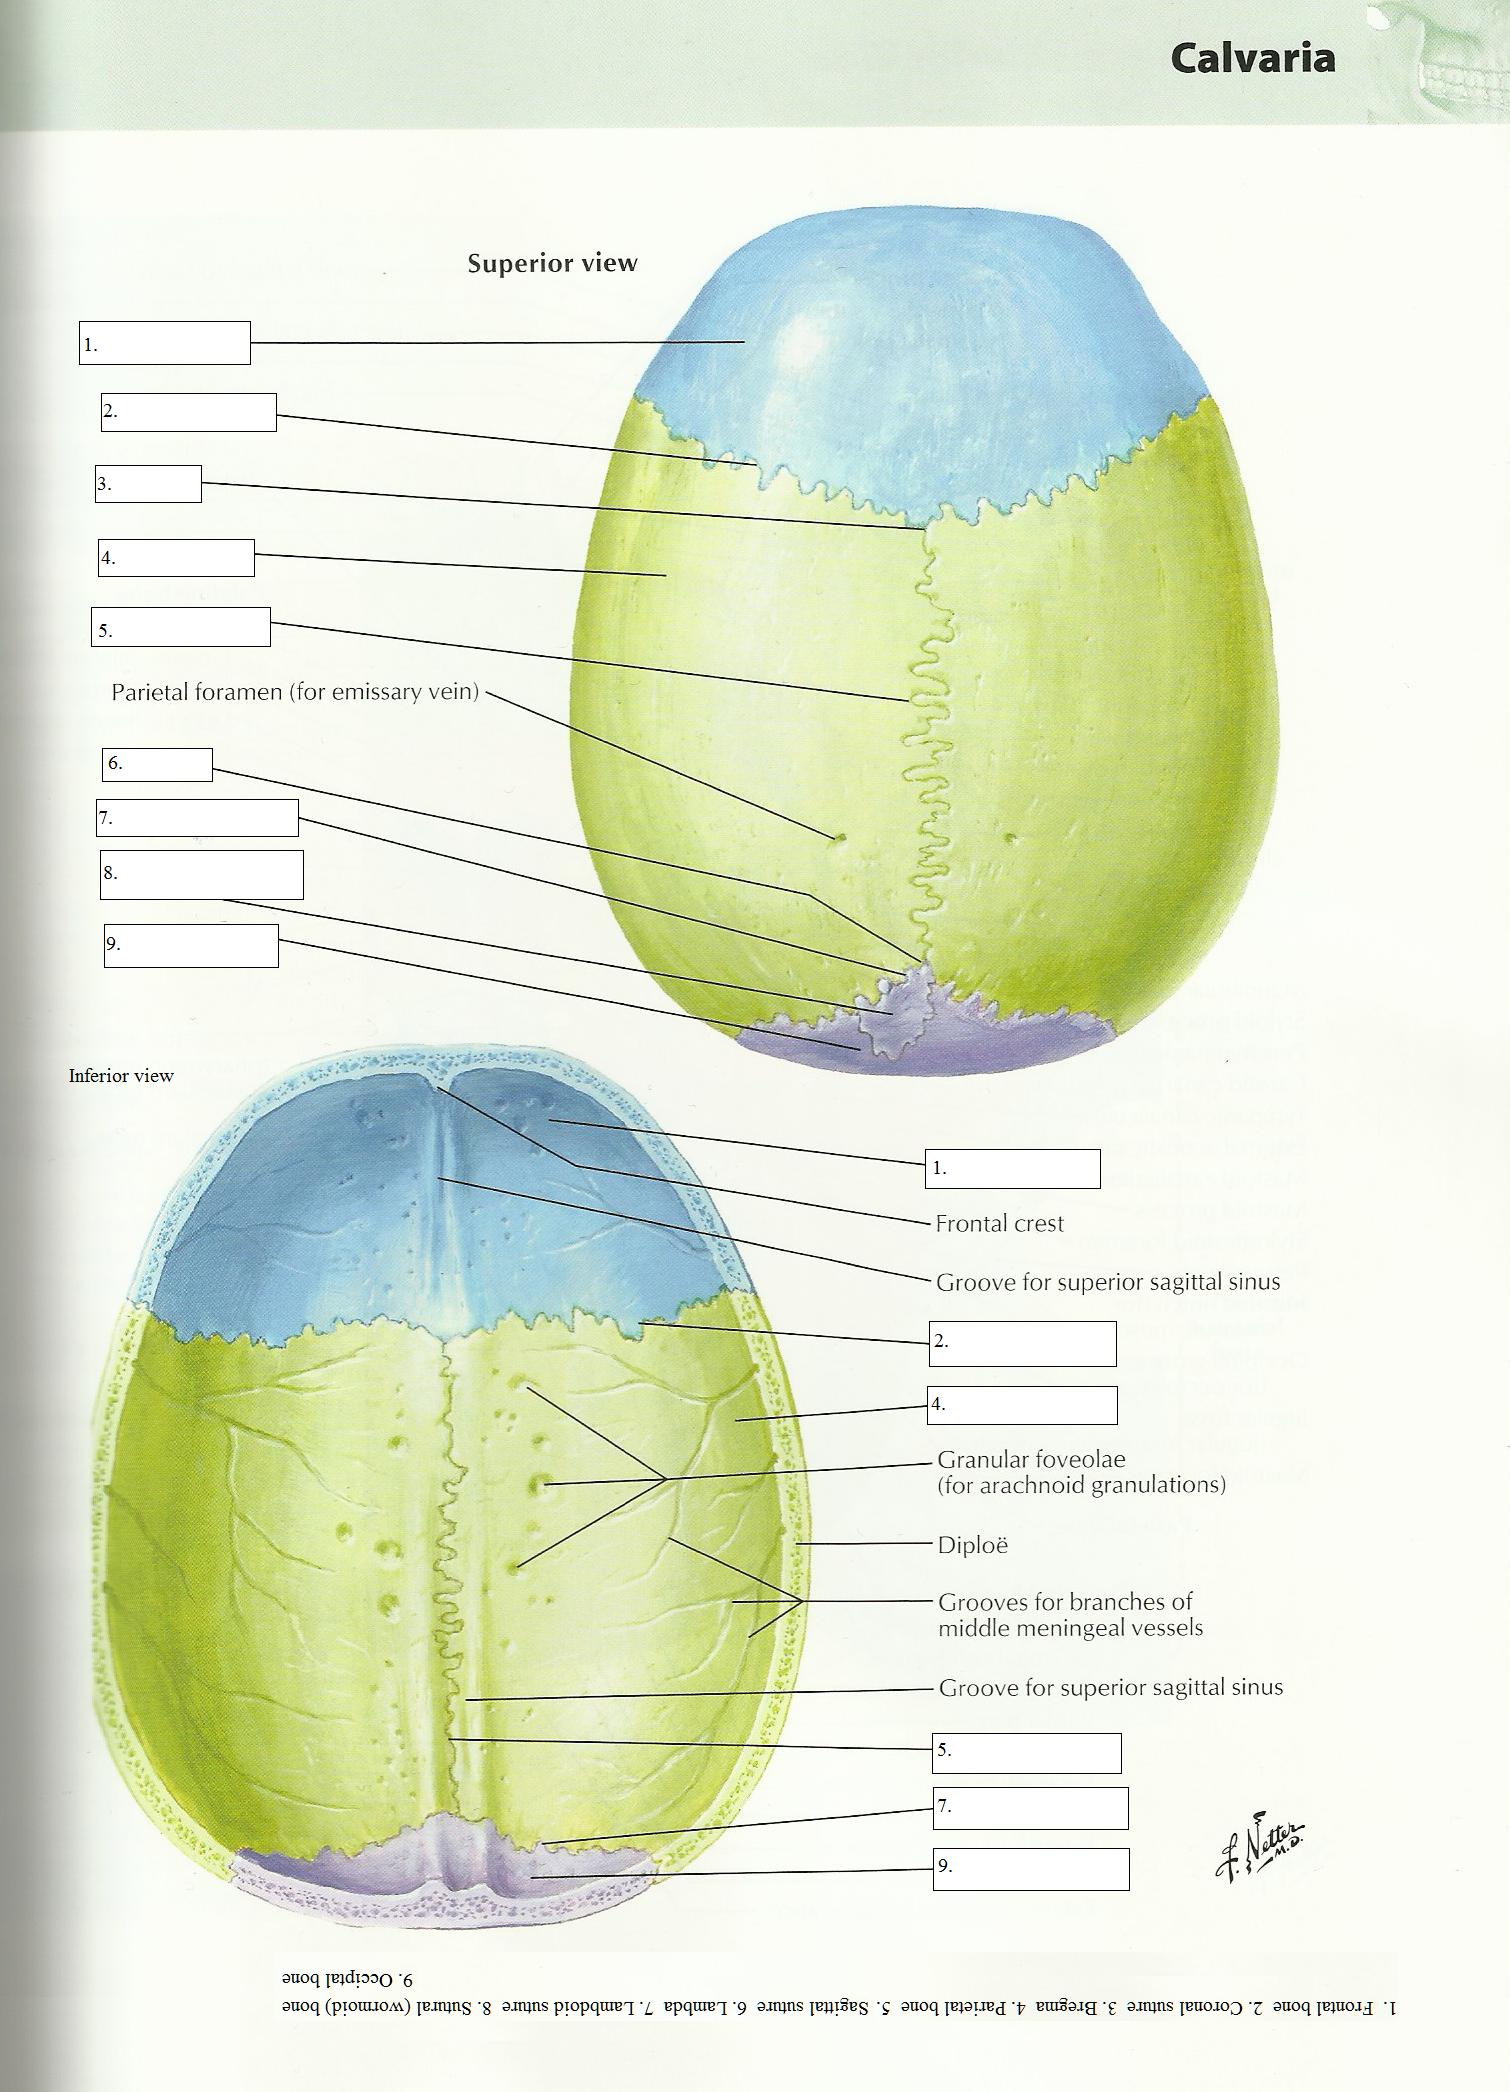 Calvaria
Superior view
1.
2.
3.
4.
5.
Parietal foramen (for emissary vein)
6.
7.
8.
9.
Inferior view
1.
Frontal crest
Groove for superior sagittal sinus
2.
4.
Granular foveolae
(for arachnoid granulations)
Diploë
Grooves for branches of
middle meningeal vessels
Groove for superior sagittal sinus
5.
7.
9.
F. Netter
M.D.
1. Frontal bone 2. Coronal suture 3. Bregma 4. Parietal bone 5. Sagittal suture 6. Lambda 7. Lambdoid suture 8. Sutural (wormoid) bone
9. Occiptal bone